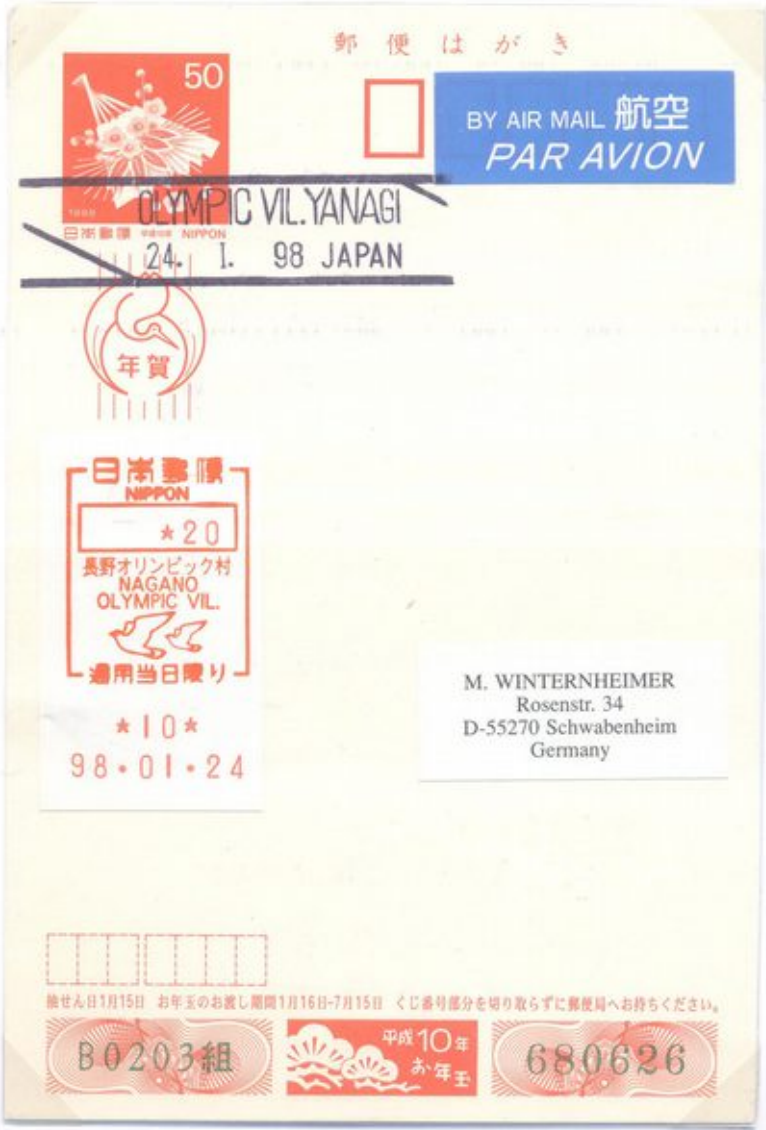 郵便はがき
50
BY AIR MAIL 航空
PAR AVION
1998
日本郵便 平成10年 NIPPON
OLYMPIC VIL.YANAGI
24. I. 98 JAPAN
年賀
日本郵便
NIPPON
*20
長野オリンピック村
NAGANO
OLYMPIC VIL.
適用当日限り
*10*
98・01・24
M. WINTERNHEIMER
Rosenstr. 34
D-55270 Schwabenheim
Germany
抽せん日1月15日 お年玉のお渡し期間1月16日-7月15日 くじ番号部分を切り取らずに郵便局へお持ちください。
B0203組
平成10年
お年玉
680626